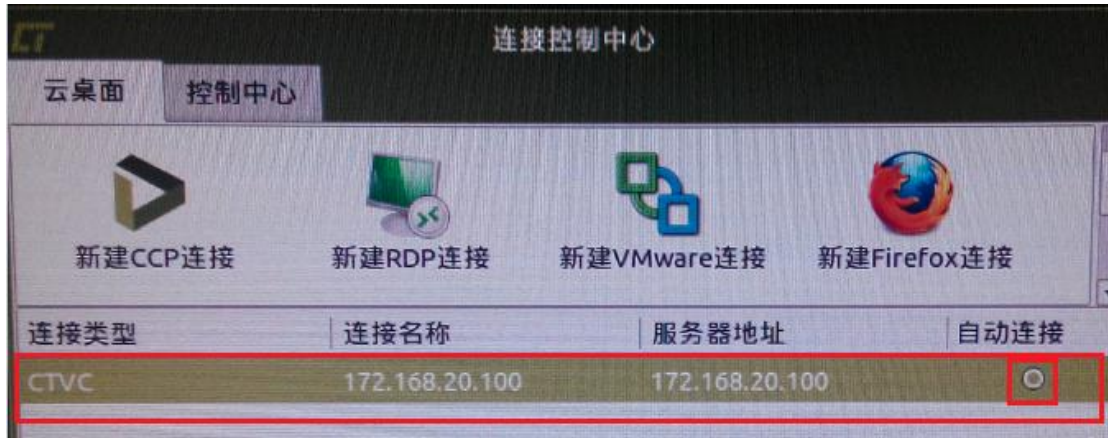 CT
连接控制中心
云桌面 控制中心
新建CCP连接 新建RDP连接 新建VMware连接 新建Firefox连接
连接类型 连接名称 服务器地址 自动连接
CTVC 172.168.20.100 172.168.20.100